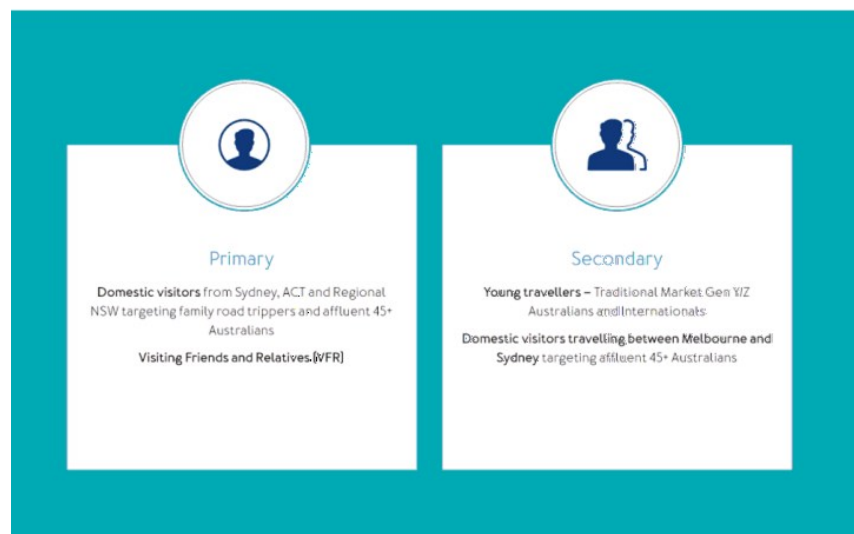 Primary
Domestic visitors from Sydney, ACT and Regional
NSW targeting family road trippers and affluent 45+
Australians
Visiting Friends and Relatives (VFR)
Secondary
Young travellers – Traditional Market Gen Y/Z
Australians and Internationals
Domestic visitors travelling between Melbourne and
Sydney targeting affluent 45+ Australians